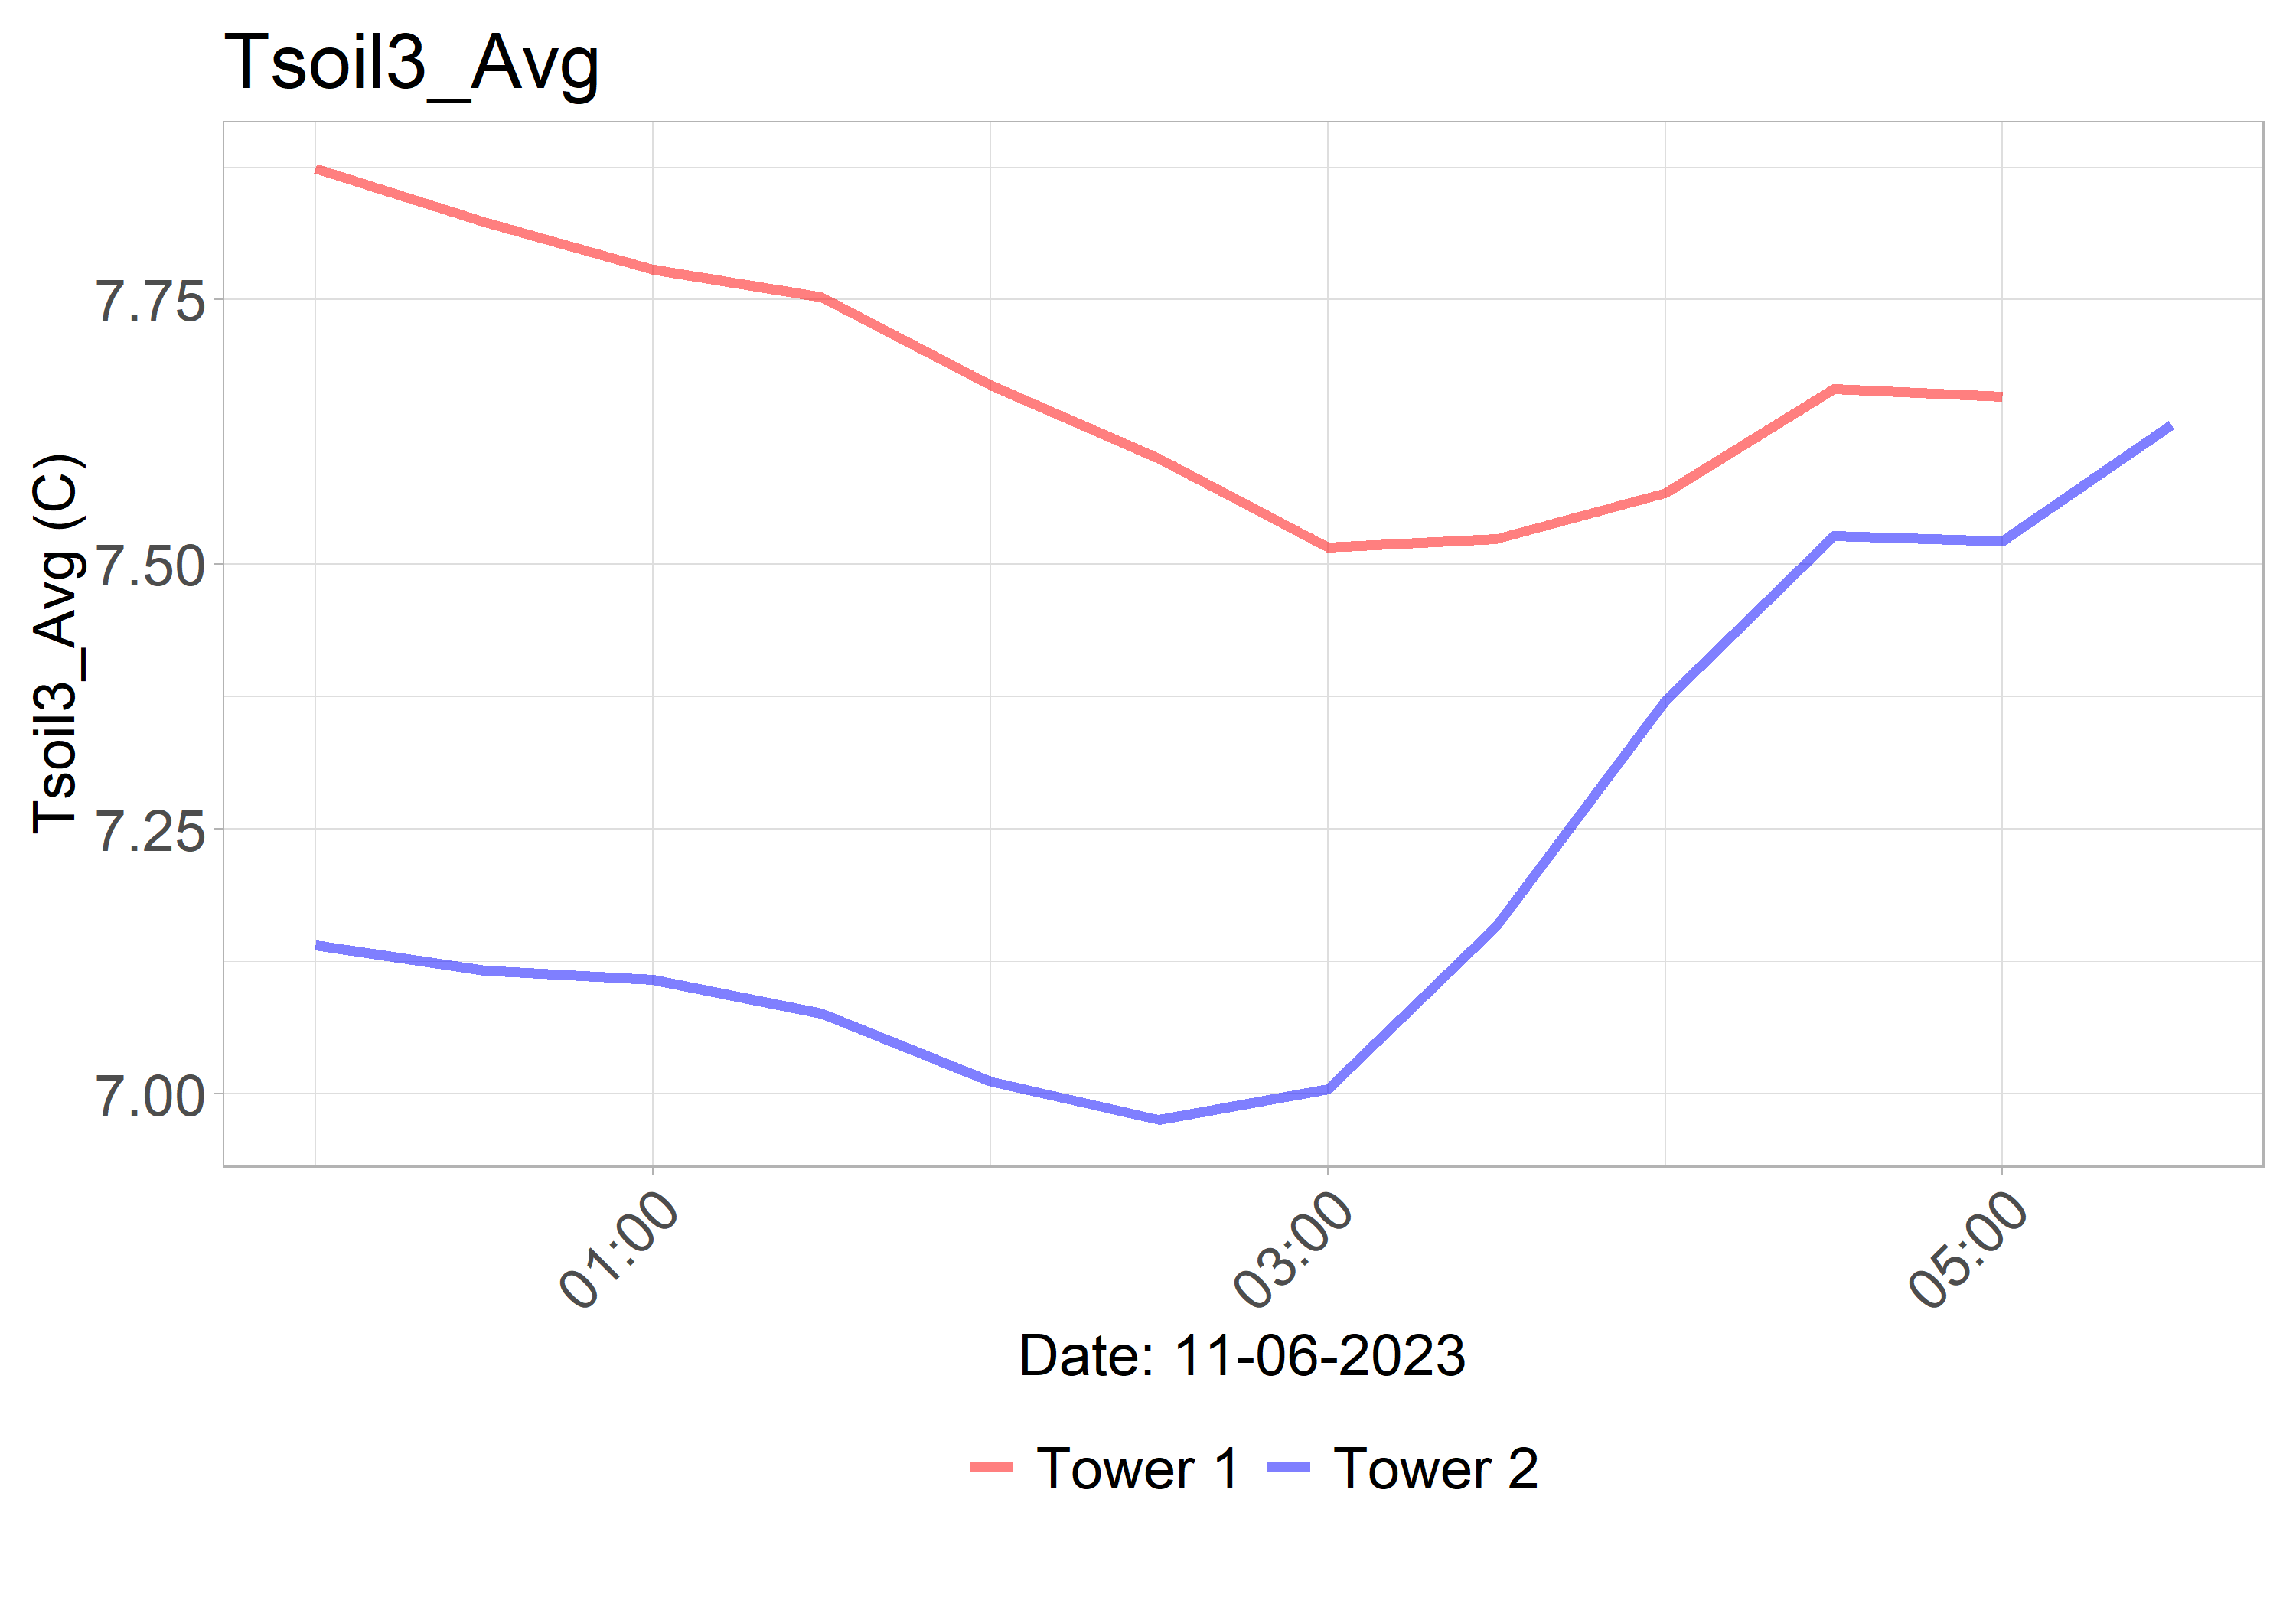 Tsoil3_Avg
Tsoil3_Avg (C)
7.75
7.50
7.25
7.00
01:00
03:00
05:00
Date: 11-06-2023
Tower 1
Tower 2